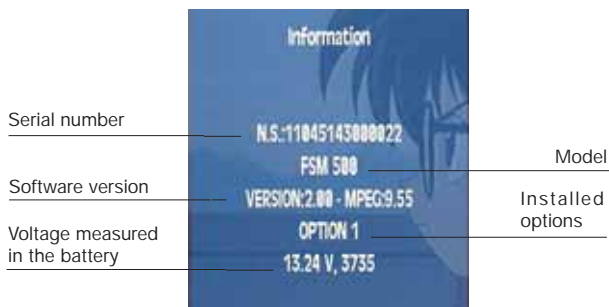 Information
Serial number
N.S.:11045143000022
FSM 500
Model
Software version
VERSION:2.00 - MPEG:9.55
Installed
options
OPTION 1
Voltage measured
in the battery
13.24 V, 3735